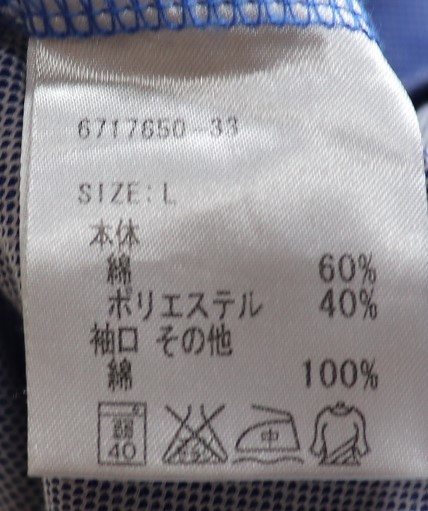 6717650-33
SIZE: L
本体
綿 60%
ポリエステル 40%
袖口 その他
綿 100%
弱 40 中